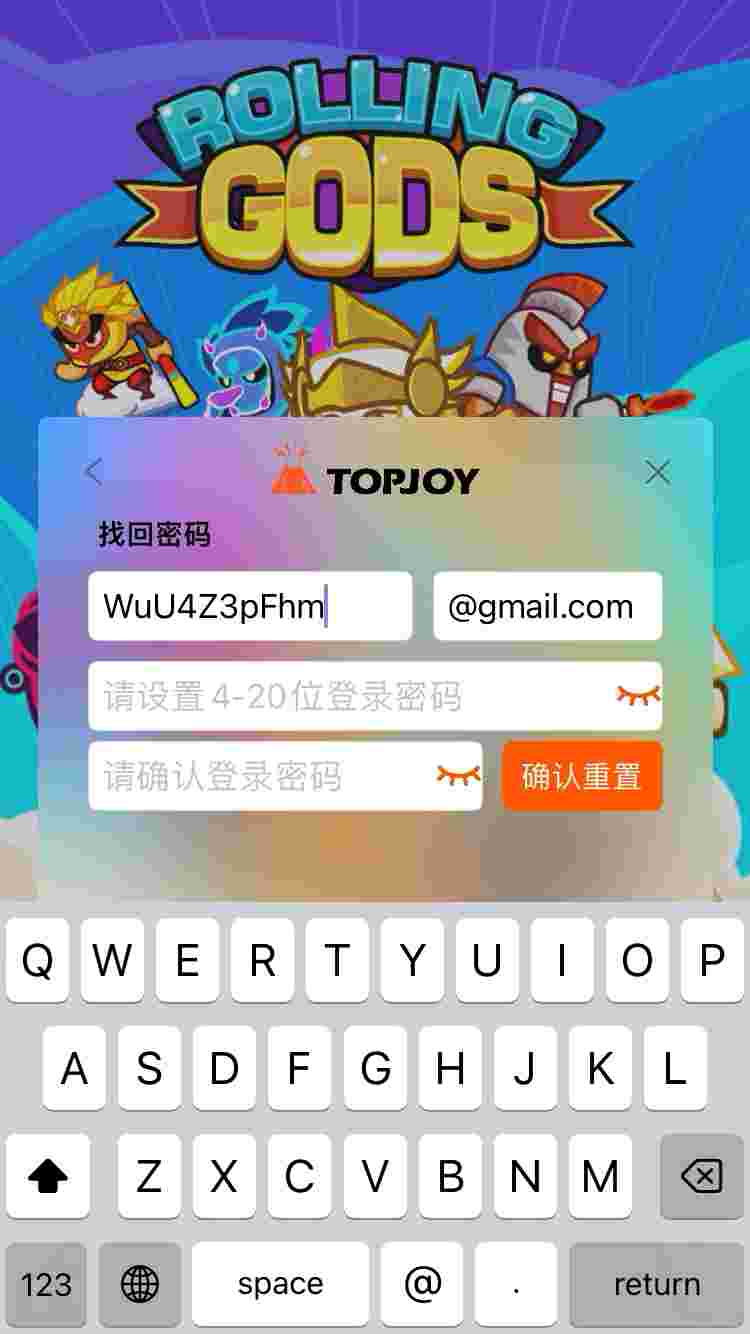 ROLLING
GODS
TOPJOY
找回密码
WuU4Z3pFhm @gmail.com
请设置4-20位登录密码
请确认登录密码 确认重置
Q W E R T Y U I O P
A S D F G H J K L
Z X C V B N M
123 space @ . return